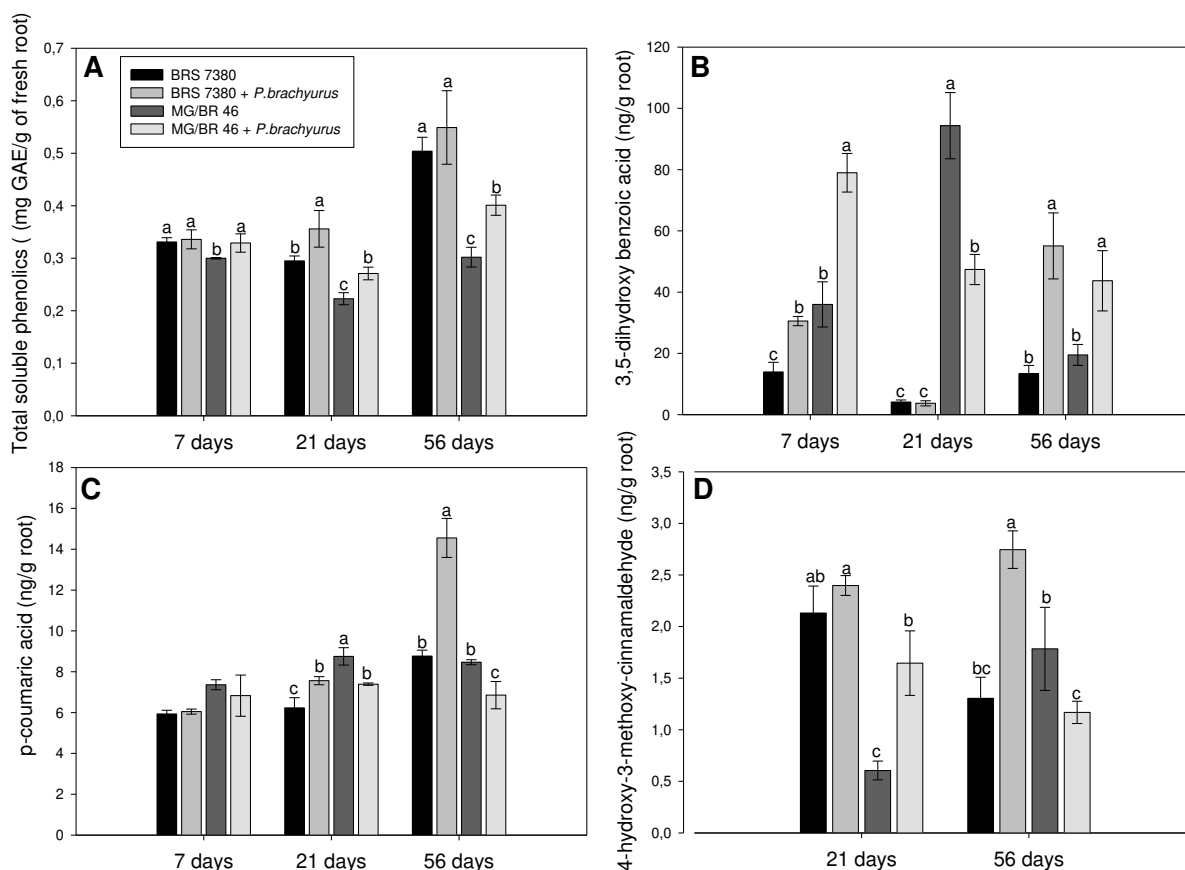 A
Total soluble phenolics ( (mg GAE/g of fresh root)
0,7
0,6
0,5
0,4
0,3
0,2
0,1
0,0
BRS 7380
BRS 7380 + P.brachyurus
MG/BR 46
MG/BR 46 + P.brachyurus
a a b a
b a c b
a a c b
7 days 21 days 56 days
B
3,5-dihydroxy benzoic acid (ng/g root)
120
100
80
60
40
20
0
c b b a
c c a b
b a b a
7 days 21 days 56 days
C
p-coumaric acid (ng/g root)
18
16
14
12
10
8
6
4
2
0
c b a b
b a b c
7 days 21 days 56 days
D
4-hydroxy-3-methoxy-cinnamaldehyde (ng/g root)
3,5
3,0
2,5
2,0
1,5
1,0
0,5
0,0
ab a c b
bc a b c
21 days 56 days